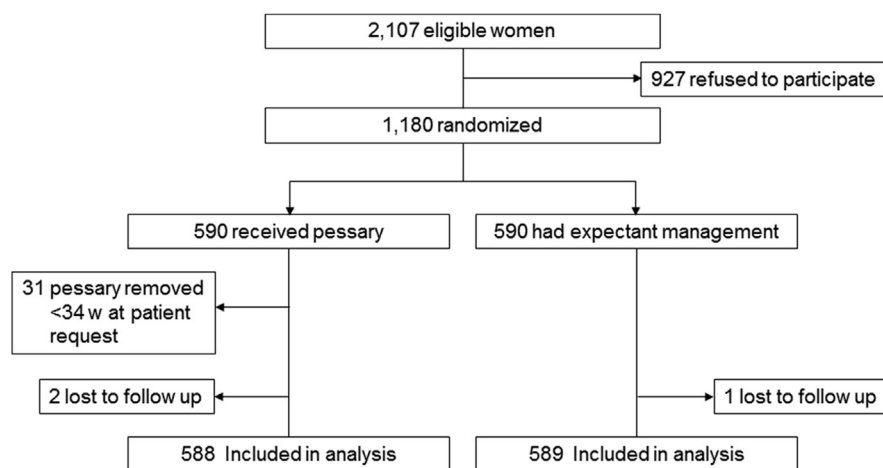 2,107 eligible women
927 refused to participate
1,180 randomized
590 received pessary
590 had expectant management
31 pessary removed
<34 w at patient
request
2 lost to follow up
1 lost to follow up
588 Included in analysis
589 Included in analysis